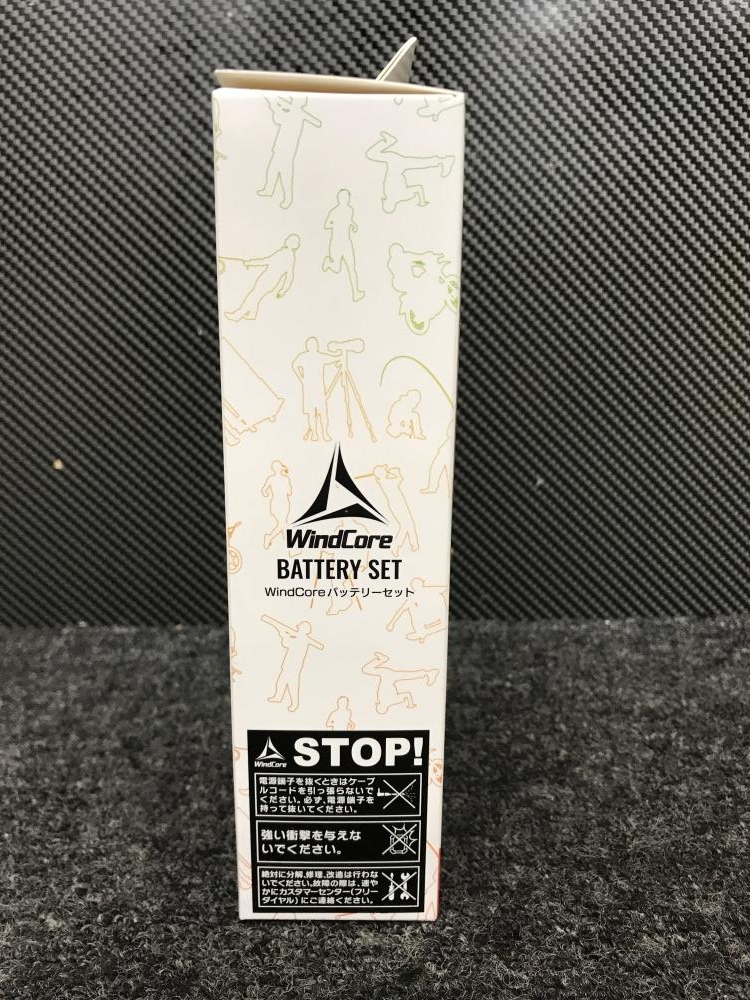 WindCore
BATTERY SET
WindCoreバッテリーセット
WindCore
STOP!
電源端子を抜くときはケーブ
ルコードを引っ張らないで
ください。必ず、電源端子を
持って抜いてください。
強い衝撃を与えな
いでください。
絶対に分解、修理、改造は行わな
いでください。故障の際は、速や
かにカスタマーセンター(フリー
ダイヤル)にご連絡ください。